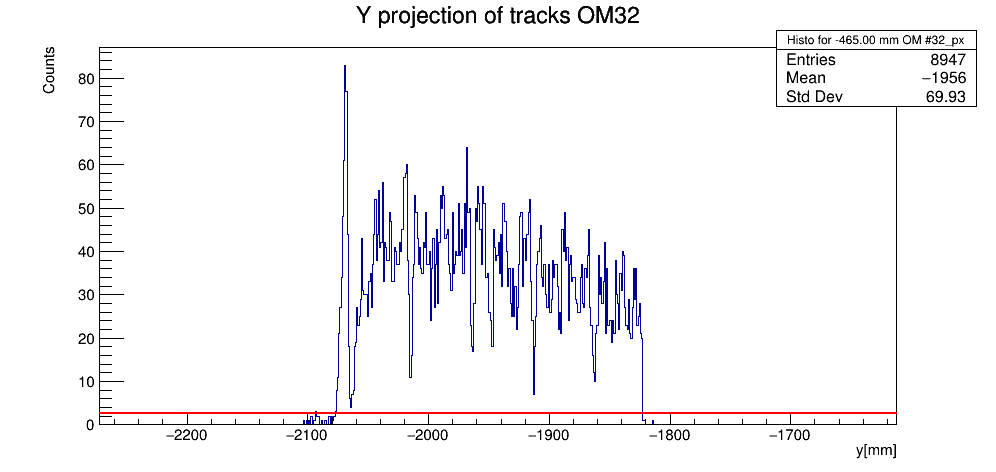 Y projection of tracks OM32
Histo for -465.00 mm OM #32_px
Entries 8947
Mean −1956
Std Dev 69.93
Counts
80
70
60
50
40
30
20
10
0
−2200 −2100 −2000 −1900 −1800 −1700
y[mm]